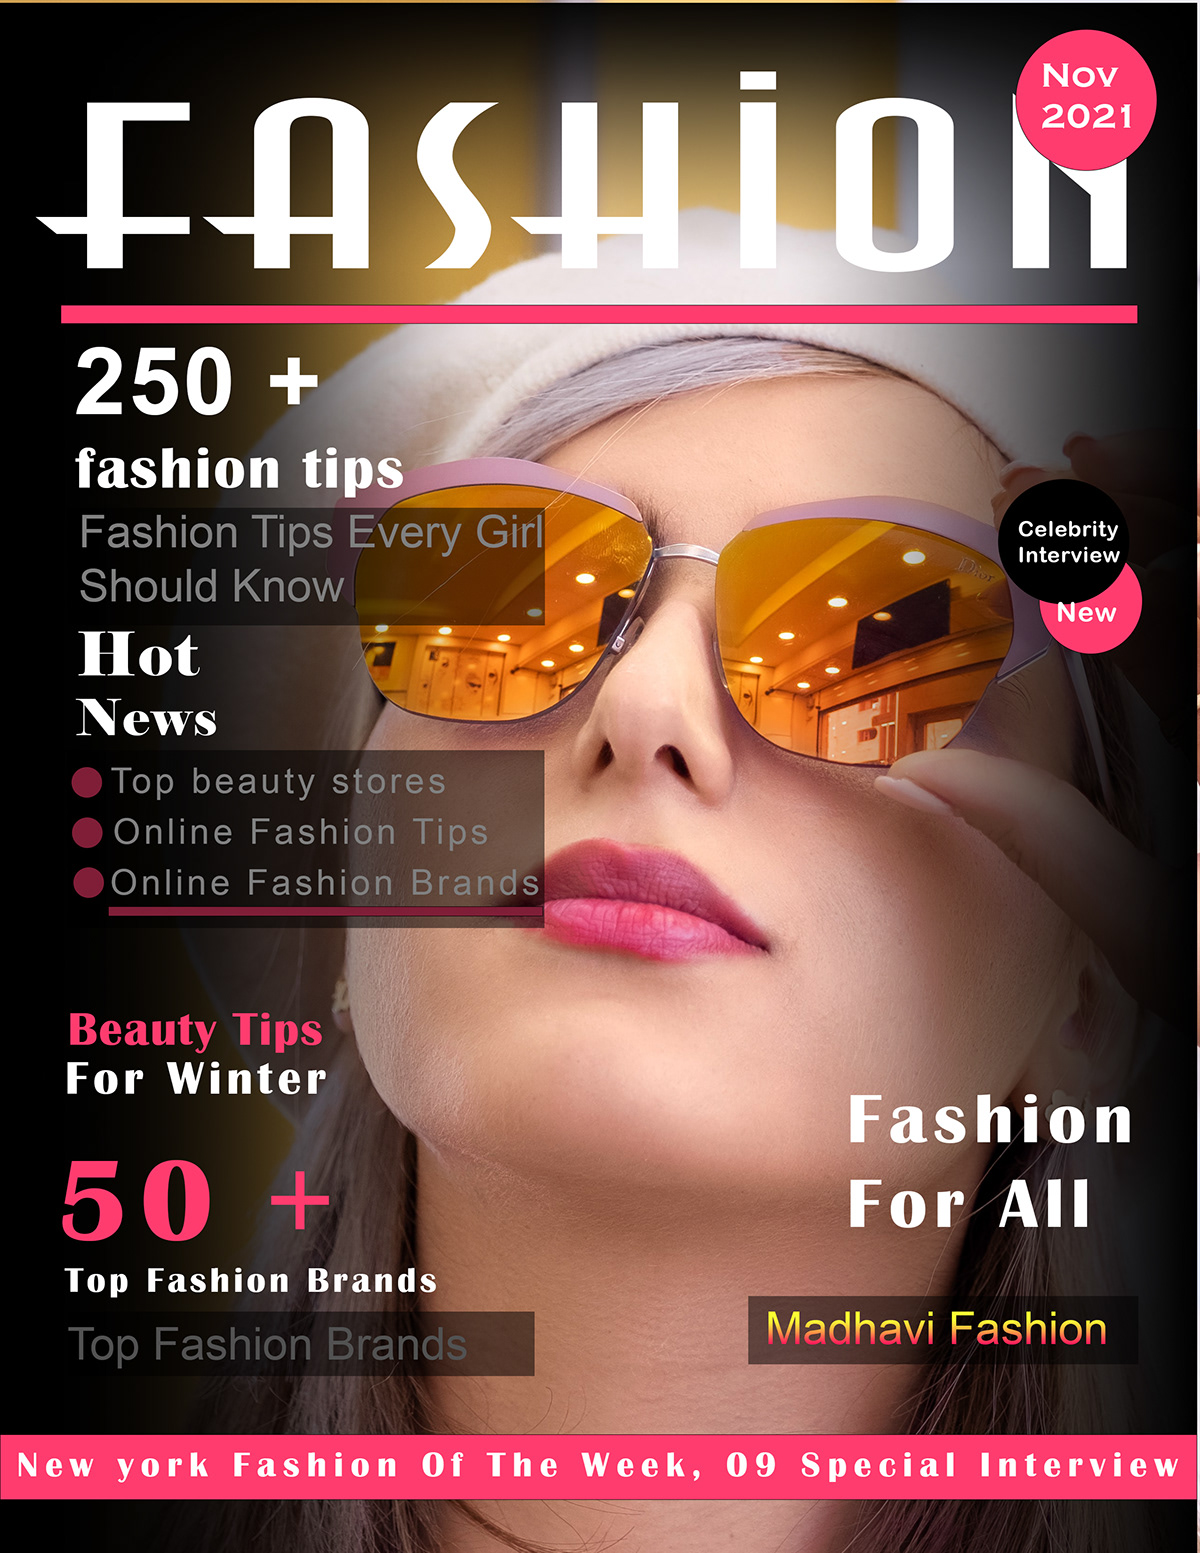 FASHION
Nov
2021
250 +
fashion tips
Fashion Tips Every Girl
Should Know
Celebrity
Interview
New
Dior
Hot
News
Top beauty stores
Online Fashion Tips
Online Fashion Brands
Beauty Tips
For Winter
50 +
Top Fashion Brands
Top Fashion Brands
Fashion
For All
Madhavi Fashion
New york Fashion Of The Week, 09 Special Interview